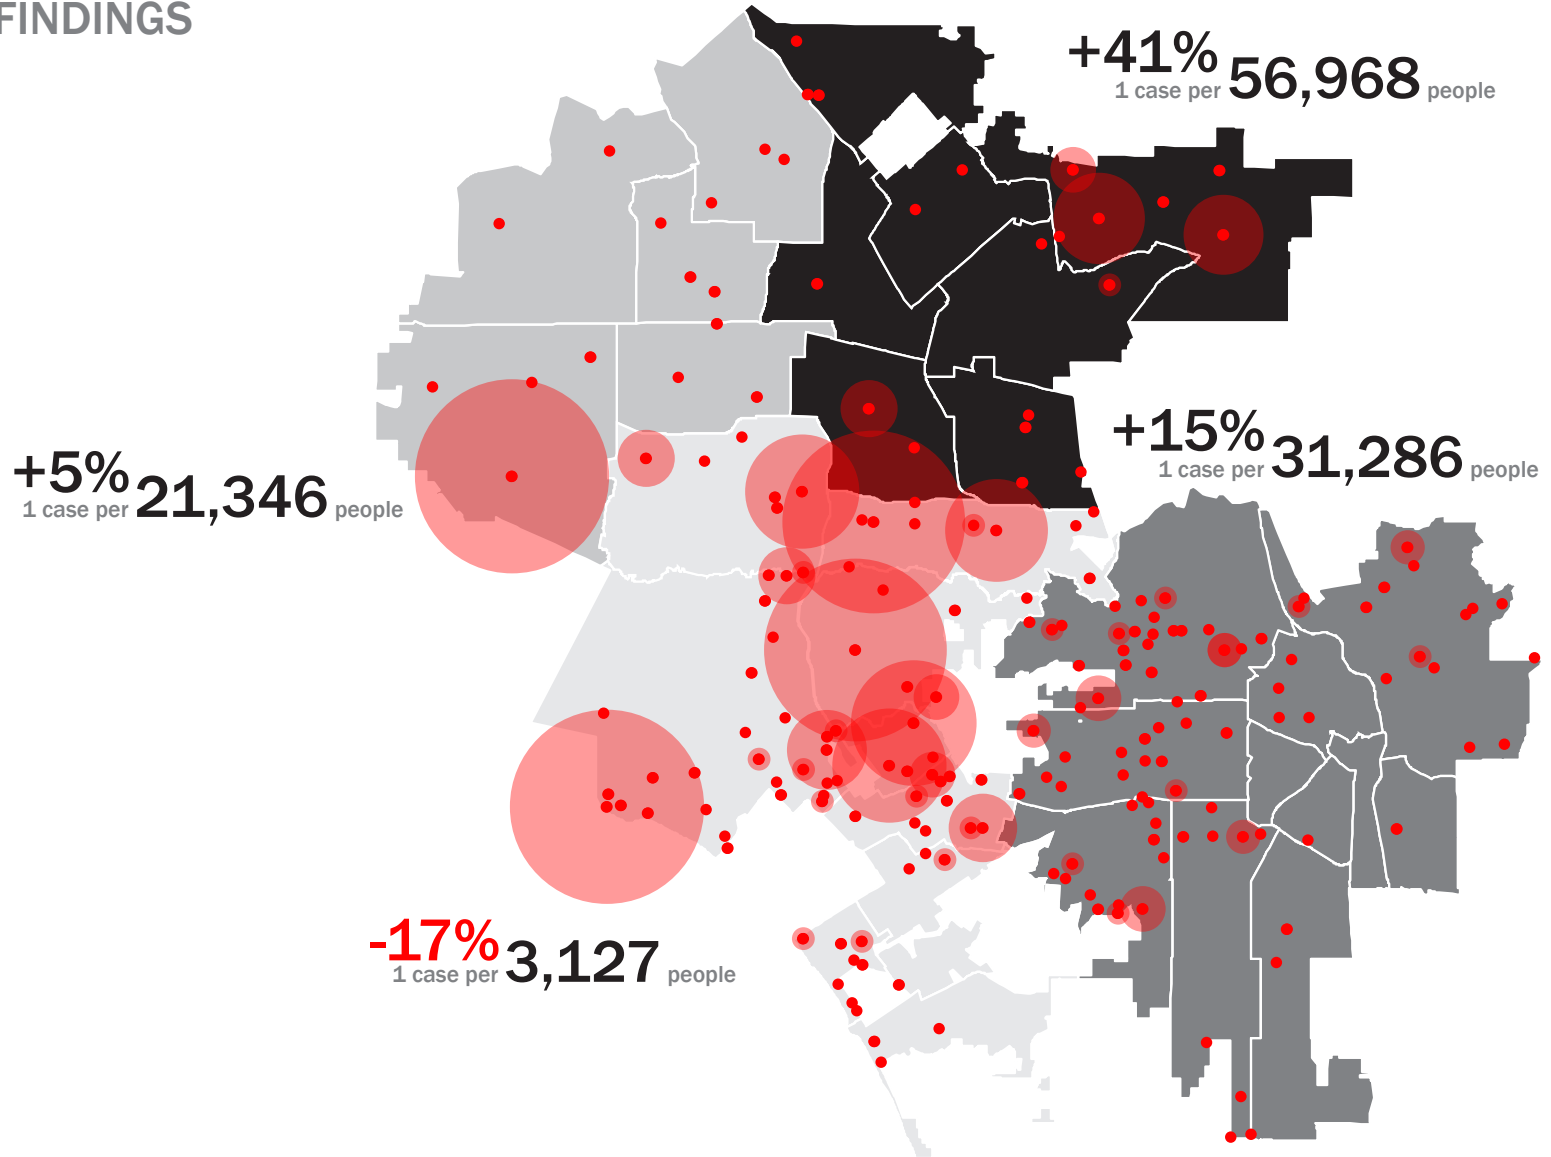 FINDINGS
+41%
1 case per 56,968 people
+15%
1 case per 31,286 people
+5%
1 case per 21,346 people
-17%
1 case per 3,127 people